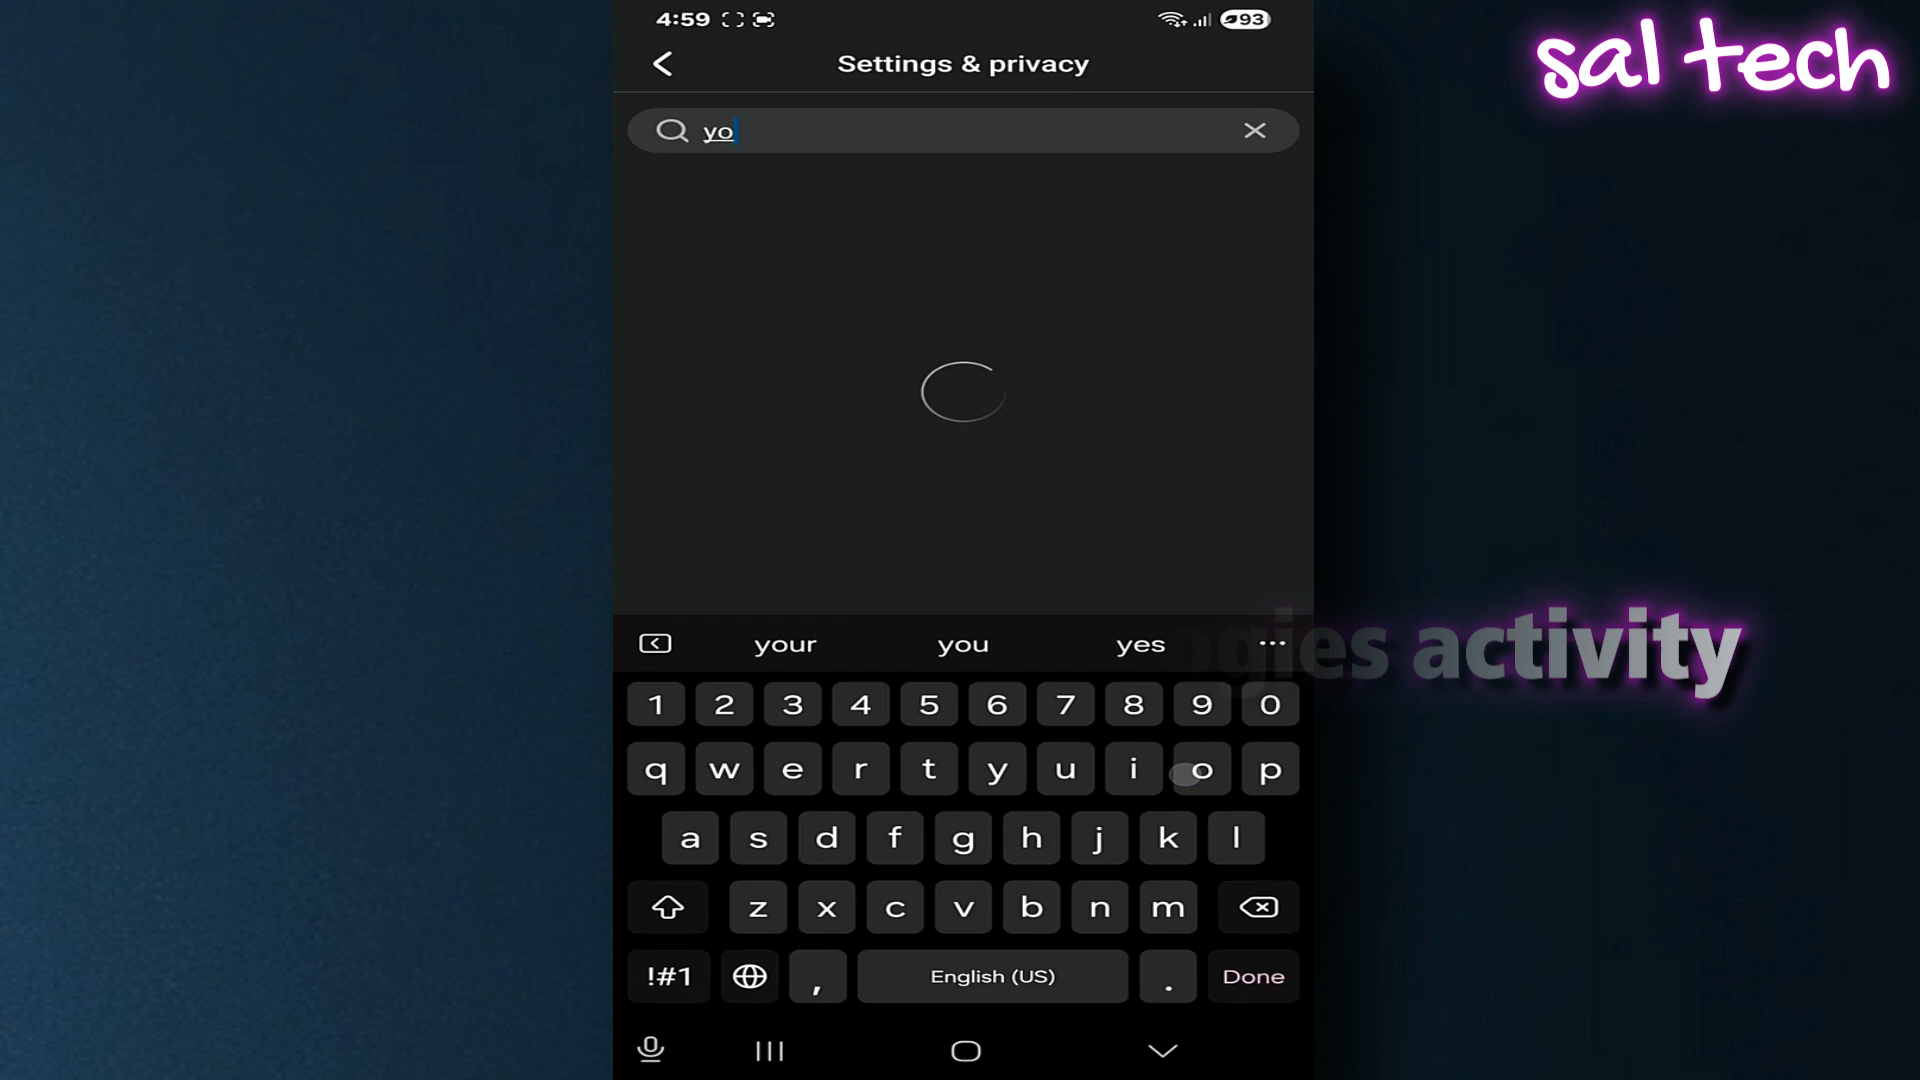 4:59
93
sal tech
Settings & privacy
yo
your you yes
ogies activity
1 2 3 4 5 6 7 8 9 0
q w e r t y u i o p
a s d f g h j k l
z x c v b n m
!#1 , English (US) . Done